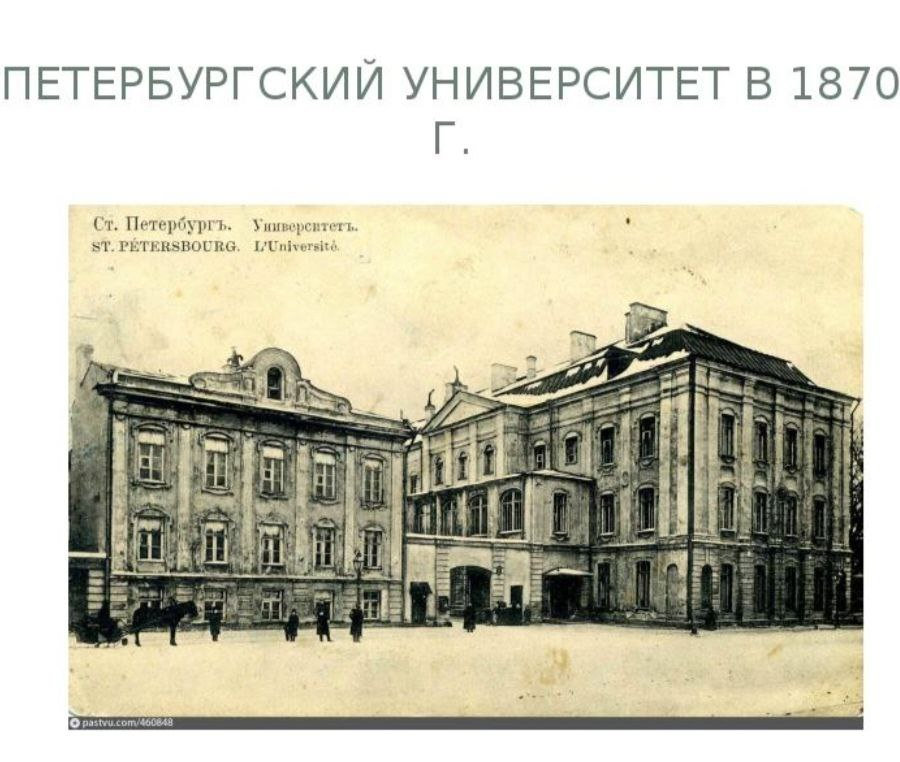 ПЕТЕРБУРГСКИЙ УНИВЕРСИТЕТ В 1870
Г.
Ст. Петербургъ. Университетъ.
ST. PÉTERSBOURG. L'Université.
pastvu.com/460848